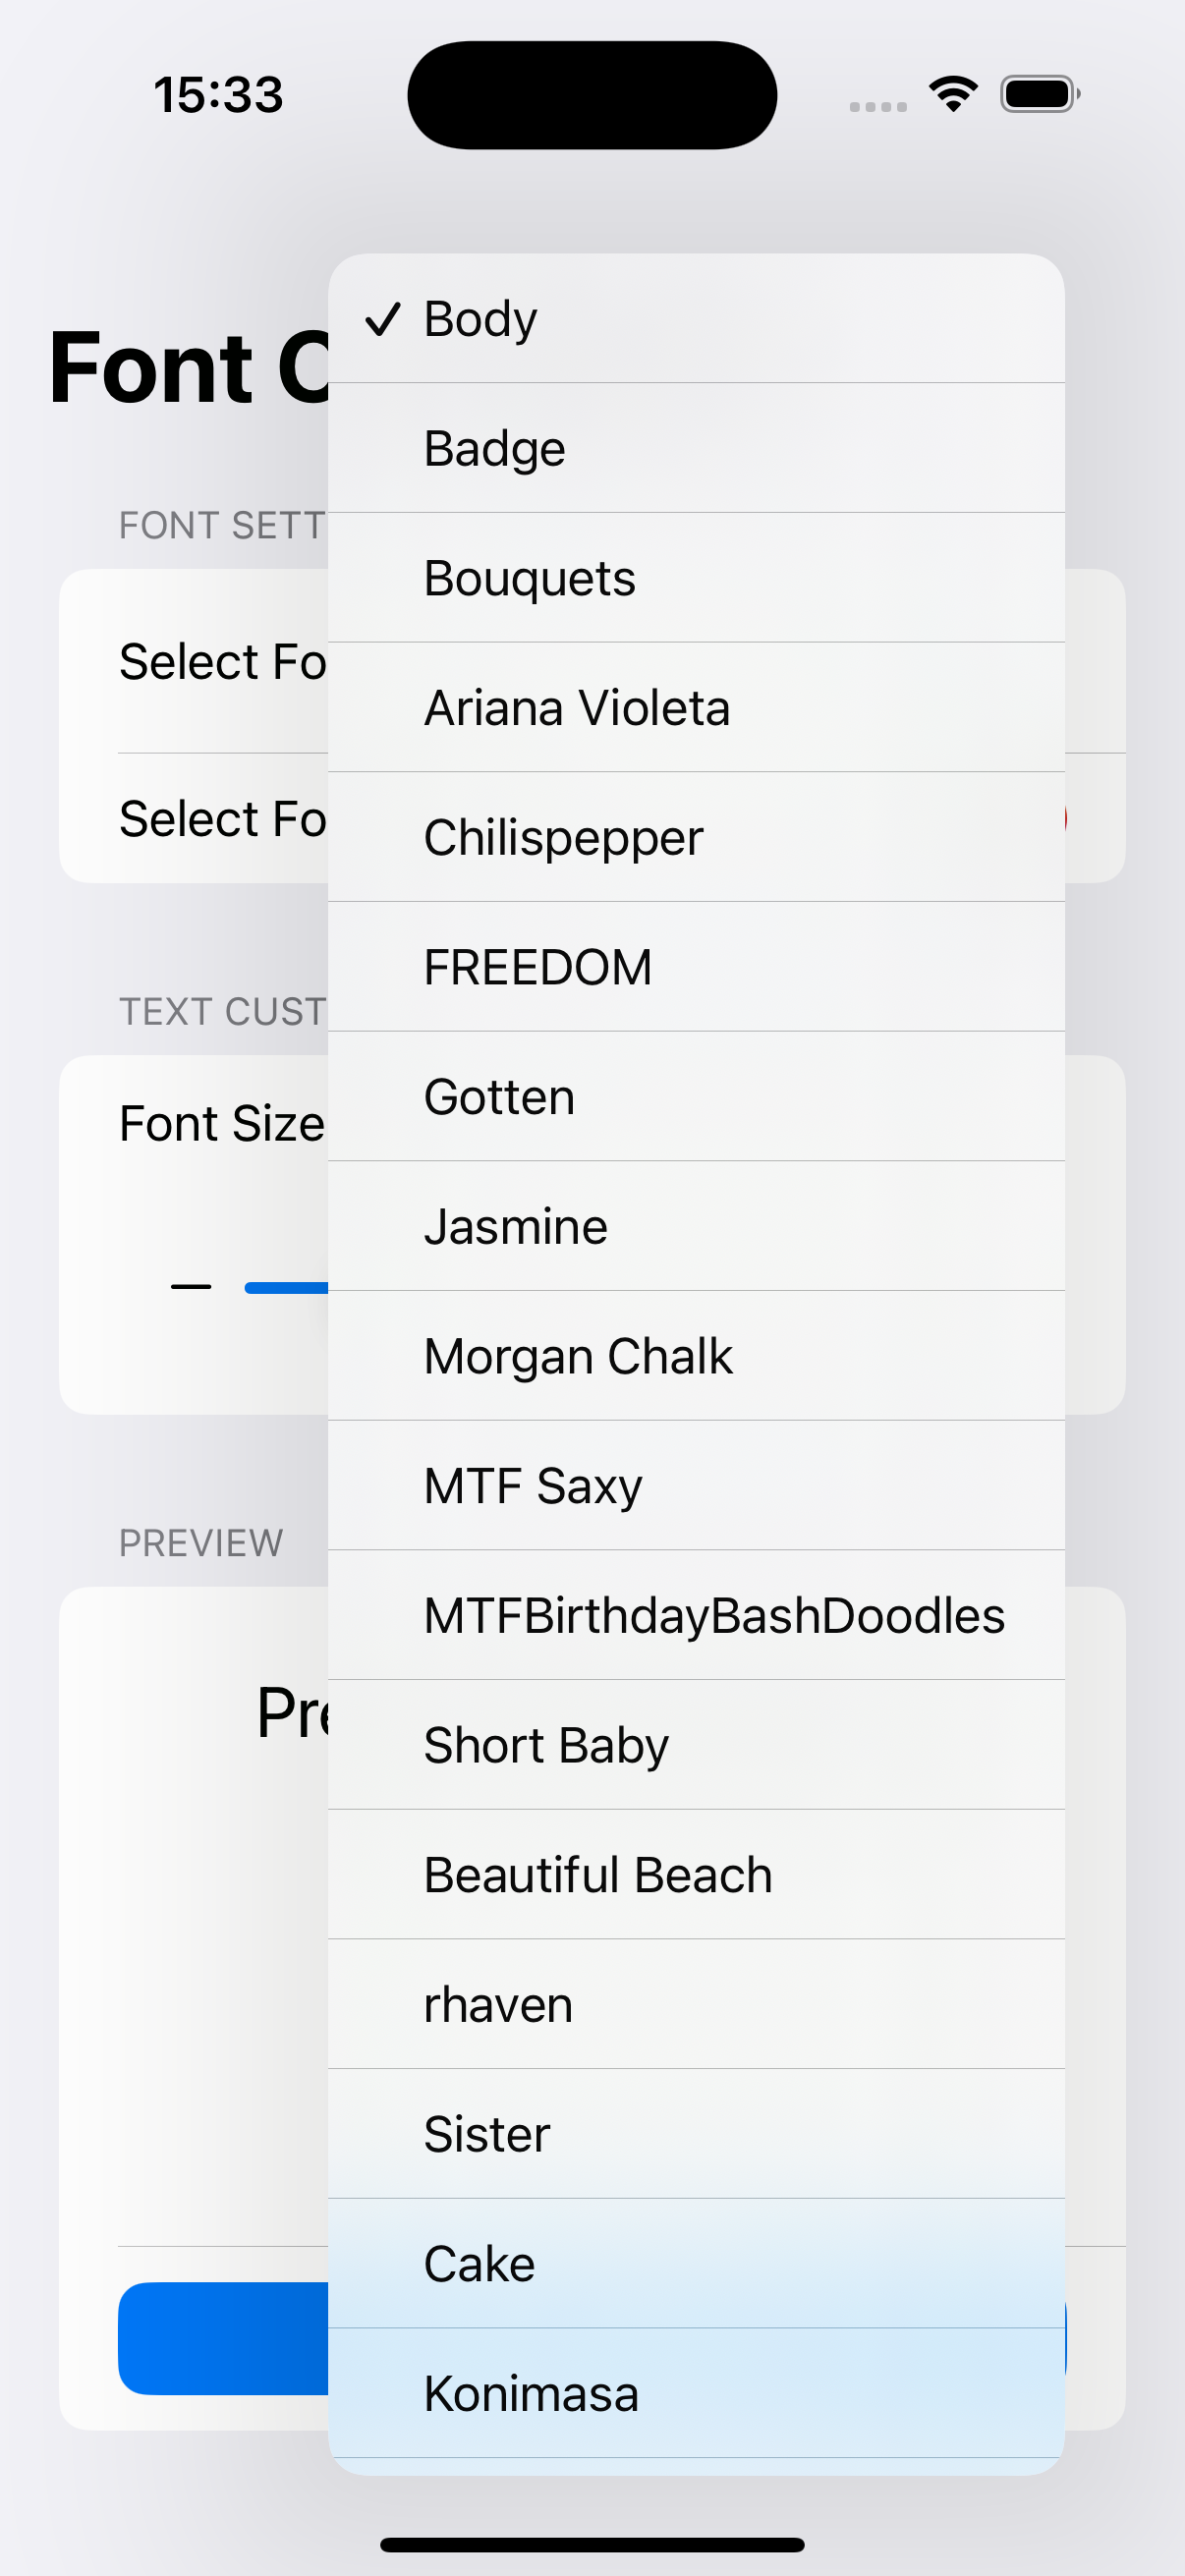 15:33
Font C
FONT SETT
Select Fo
Select Fo
TEXT CUST
Font Size
PREVIEW
Pre
Body
Badge
Bouquets
Ariana Violeta
Chilispepper
FREEDOM
Gotten
Jasmine
Morgan Chalk
MTF Saxy
MTFBirthdayBashDoodles
Short Baby
Beautiful Beach
rhaven
Sister
Cake
Konimasa